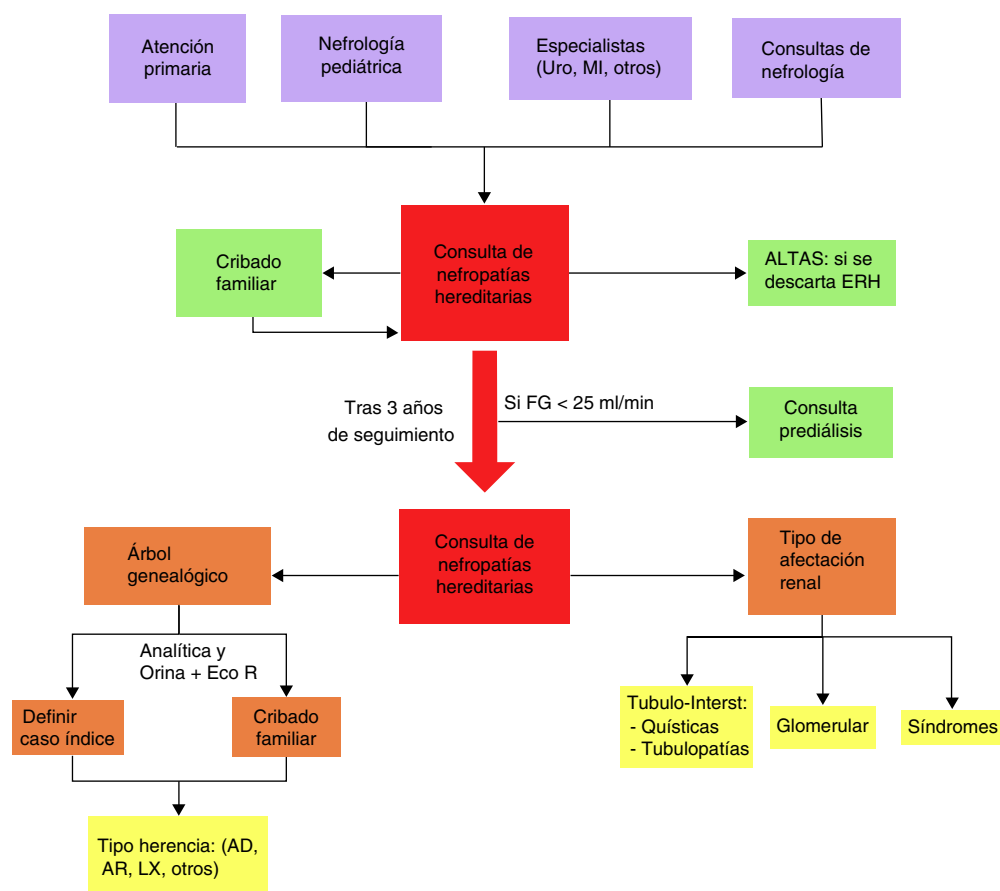 Atención
primaria
Nefrología
pediátrica
Especialistas
(Uro, MI, otros)
Consultas de
nefrología
Cribado
familiar
Consulta de
nefropatías
hereditarias
ALTAS: si se
descarta ERH
Tras 3 años
de seguimiento
Si FG < 25 ml/min
Consulta
prediálisis
Árbol
genealógico
Consulta de
nefropatías
hereditarias
Tipo de
afectación
renal
Analítica y
Orina + Eco R
Definir
caso índice
Cribado
familiar
Tubulo-Interst:
- Quísticas
- Tubulopatías
Glomerular
Síndromes
Tipo herencia: (AD,
AR, LX, otros)